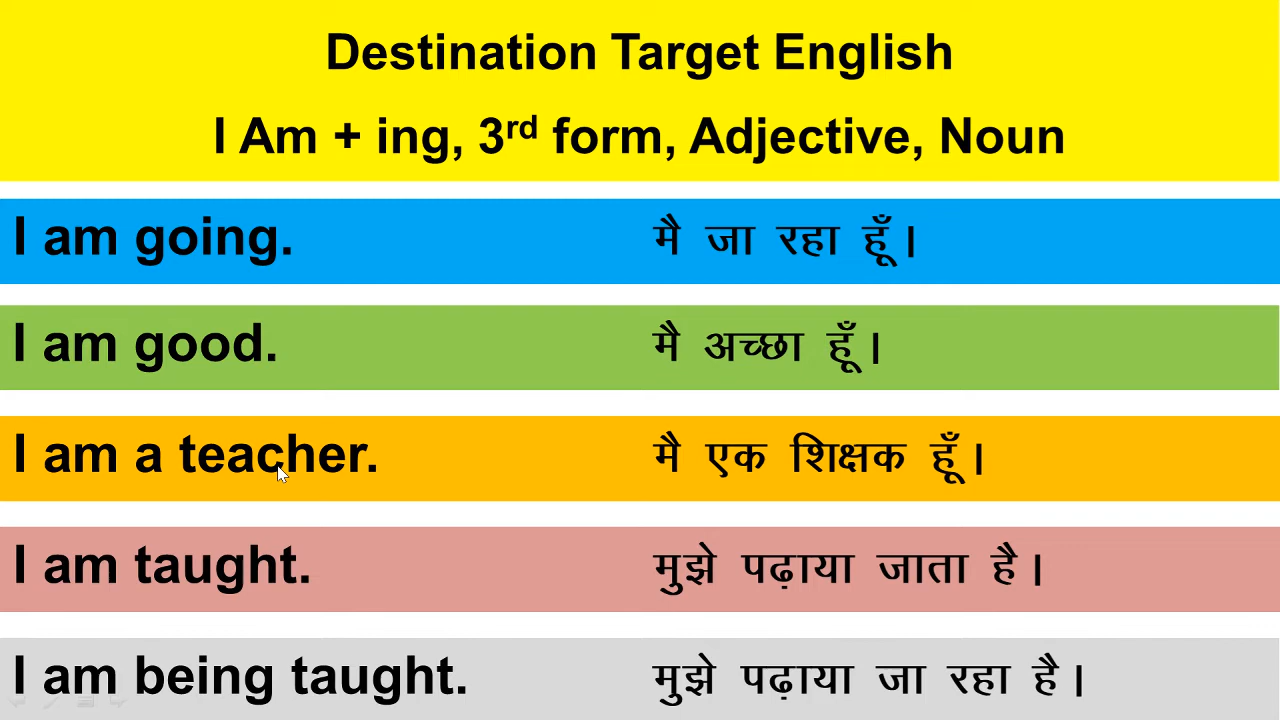 Destination Target English
I Am + ing, 3rd form, Adjective, Noun
I am going. मै जा रहा हूँ।
I am good. मै अच्छा हूँ।
I am a teacher. मै एक शिक्षक हूँ।
I am taught. मुझे पढ़ाया जाता है।
I am being taught. मुझे पढ़ाया जा रहा है।